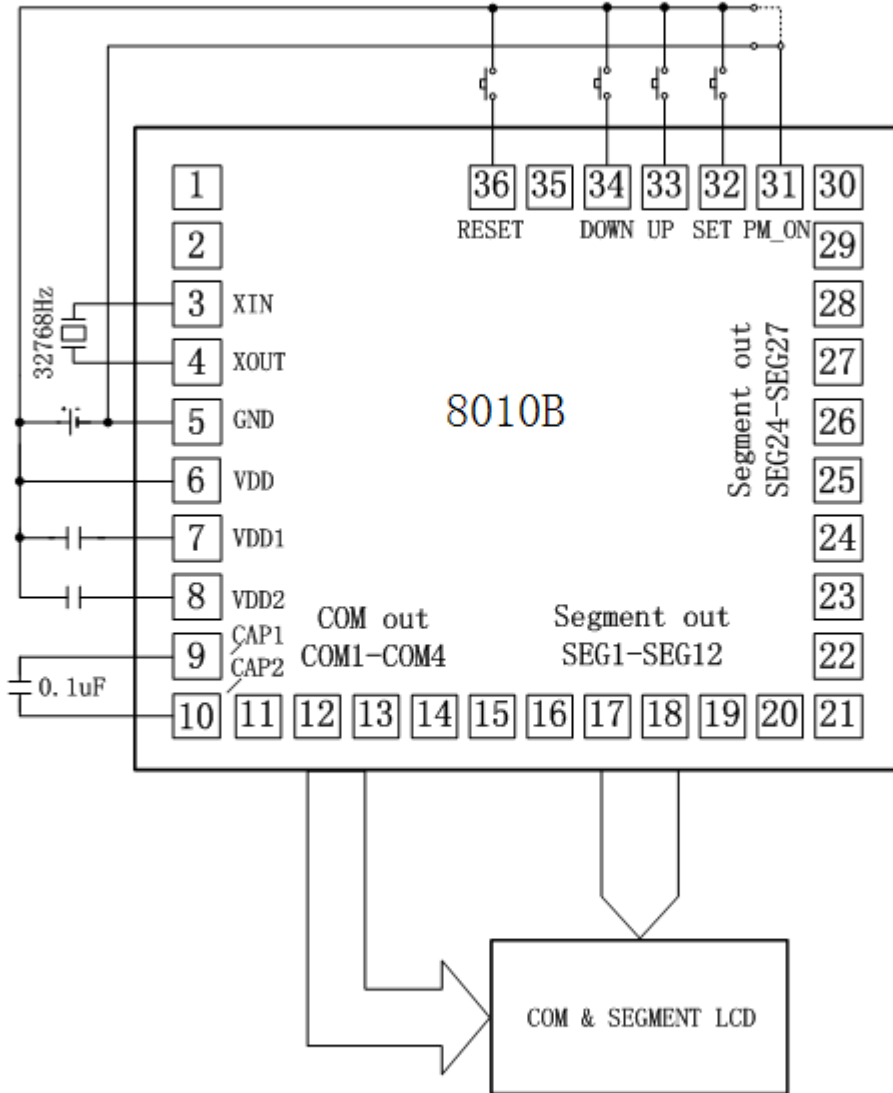 1
36
35
34
33
32
31
30
RESET
DOWN
UP
SET
PM_ON
2
29
3
XIN
28
32768Hz
4
XOUT
27
Segment out
SEG24-SEG27
5
GND
8010B
26
6
VDD
25
7
VDD1
24
8
VDD2
23
COM out
COM1-COM4
Segment out
SEG1-SEG12
9
CAP1
22
CAP2
0.1uF
10
11
12
13
14
15
16
17
18
19
20
21
COM & SEGMENT LCD